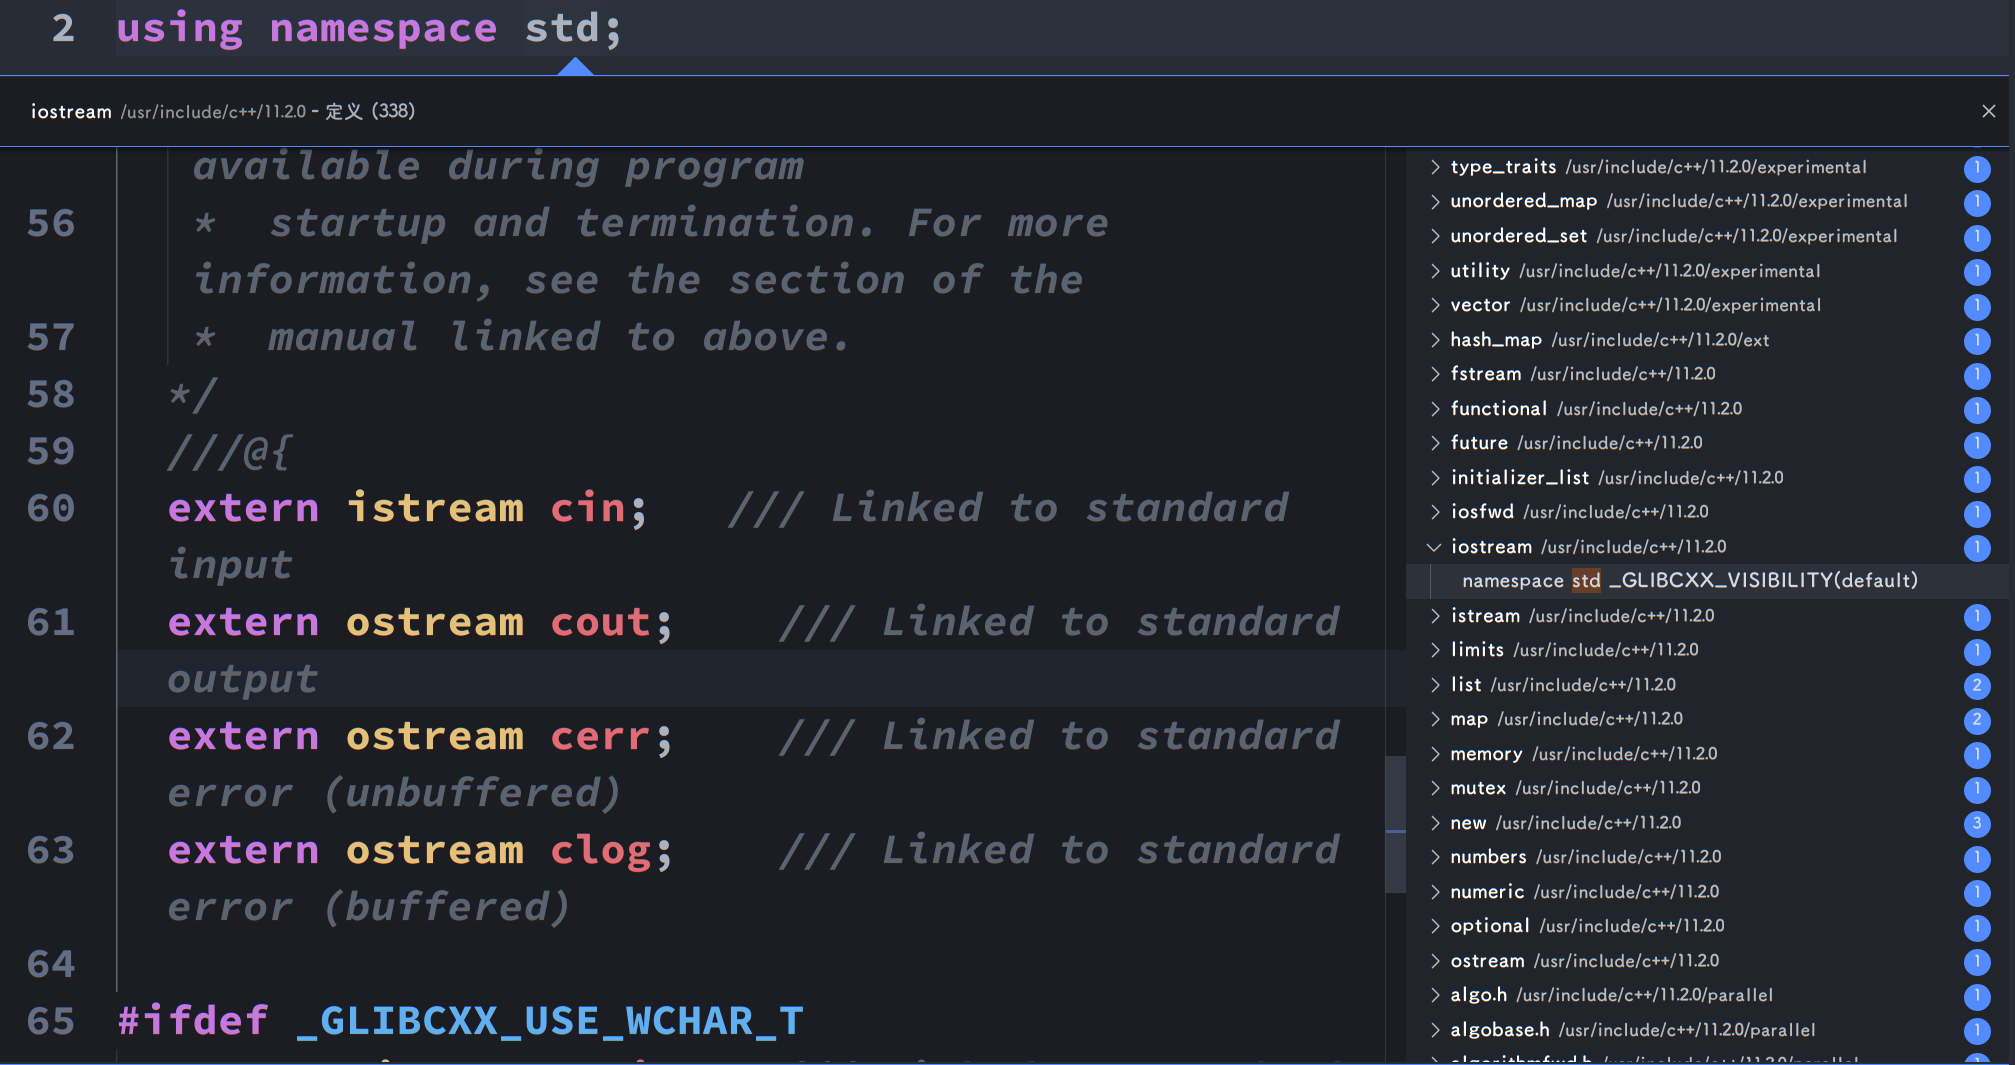 2 using namespace std;
iostream /usr/include/c++/11.2.0 - 定义 (338)
available during program
56 *  startup and termination. For more
information, see the section of the
57 *  manual linked to above.
58 */
59 ///@{
60 extern istream cin;   /// Linked to standard
input
61 extern ostream cout;    /// Linked to standard
output
62 extern ostream cerr;    /// Linked to standard
error (unbuffered)
63 extern ostream clog;    /// Linked to standard
error (buffered)
64
65 #ifdef _GLIBCXX_USE_WCHAR_T
type_traits /usr/include/c++/11.2.0/experimental 1
unordered_map /usr/include/c++/11.2.0/experimental 1
unordered_set /usr/include/c++/11.2.0/experimental 1
utility /usr/include/c++/11.2.0/experimental 1
vector /usr/include/c++/11.2.0/experimental 1
hash_map /usr/include/c++/11.2.0/ext 1
fstream /usr/include/c++/11.2.0 1
functional /usr/include/c++/11.2.0 1
future /usr/include/c++/11.2.0 1
initializer_list /usr/include/c++/11.2.0 1
iosfwd /usr/include/c++/11.2.0 1
iostream /usr/include/c++/11.2.0 1
namespace std _GLIBCXX_VISIBILITY(default)
istream /usr/include/c++/11.2.0 1
limits /usr/include/c++/11.2.0 1
list /usr/include/c++/11.2.0 2
map /usr/include/c++/11.2.0 2
memory /usr/include/c++/11.2.0 1
mutex /usr/include/c++/11.2.0 1
new /usr/include/c++/11.2.0 3
numbers /usr/include/c++/11.2.0 1
numeric /usr/include/c++/11.2.0 1
optional /usr/include/c++/11.2.0 1
ostream /usr/include/c++/11.2.0 1
algo.h /usr/include/c++/11.2.0/parallel 1
algobase.h /usr/include/c++/11.2.0/parallel 1
algorithmfwd.h /usr/include/c++/11.2.0/parallel 1